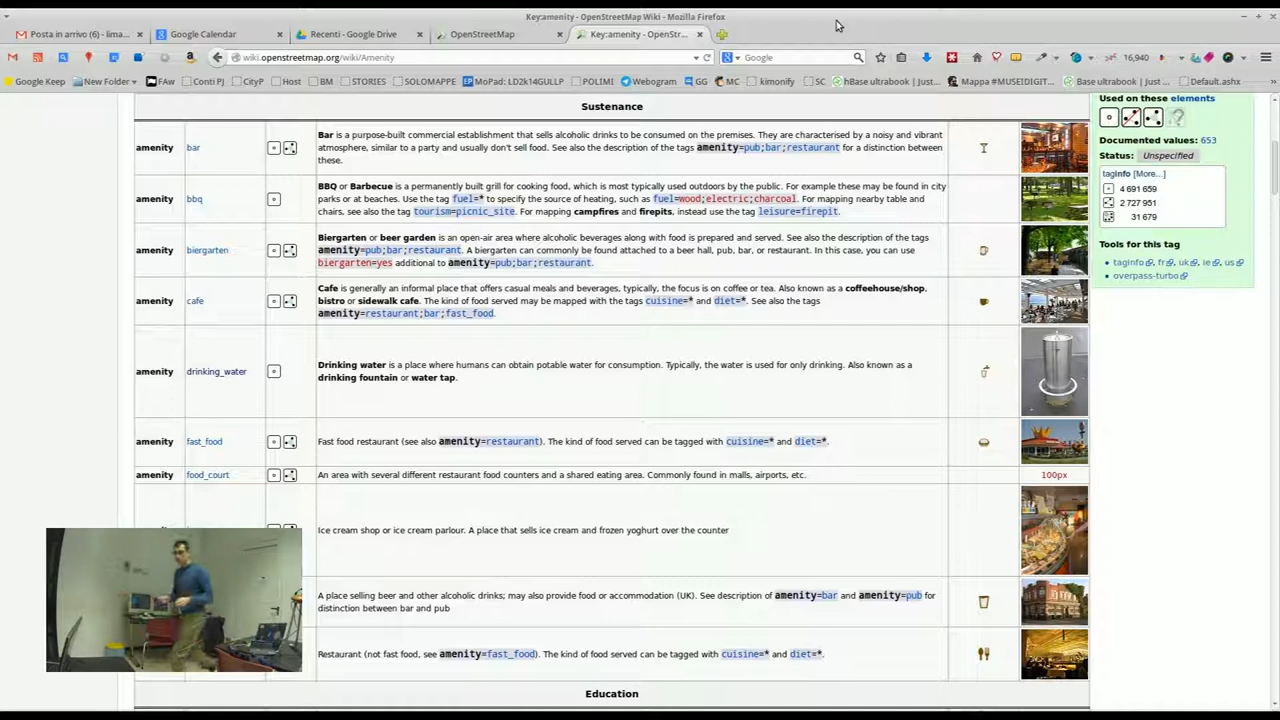 Key:amenity - OpenStreetMap Wiki - Mozilla Firefox
Posta in arrivo (6) - lima...
Google Calendar
Recenti - Google Drive
OpenStreetMap
Key:amenity - OpenStr...
wiki.openstreetmap.org/wiki/Amenity
Google
16,940
Google Keep
New Folder
FAw
Conti PJ
CityP
Host
BM
STORIES
SOLOMAPPE
MoPad: LD2k14GULLP
POLIMI
Webogram
GG
MC
kimonify
SC
hBase ultrabook | Just...
Mappa #MUSEIDIGIT...
Base ultrabook | Just ...
Default.ashx
Sustenance
amenity
bar
Bar is a purpose-built commercial establishment that sells alcoholic drinks to be consumed on the premises. They are characterised by a noisy and vibrant
atmosphere, similar to a party and usually don't sell food. See also the description of the tags amenity=pub;bar;restaurant for a distinction between
these.
amenity
bbq
BBQ or Barbecue is a permanently built grill for cooking food, which is most typically used outdoors by the public. For example these may be found in city
parks or at beaches. Use the tag fuel=* to specify the source of heating, such as fuel=wood;electric;charcoal. For mapping nearby table and
chairs, see also the tag tourism=picnic_site. For mapping campfires and firepits, instead use the tag leisure=firepit.
amenity
biergarten
Biergarten or beer garden is an open-air area where alcoholic beverages along with food is prepared and served. See also the description of the tags
amenity=pub;bar;restaurant. A biergarten can commonly be found attached to a beer hall, pub, bar, or restaurant. In this case, you can use
biergarten=yes additional to amenity=pub;bar;restaurant.
amenity
cafe
Cafe is generally an informal place that offers casual meals and beverages, typically, the focus is on coffee or tea. Also known as a coffeehouse/shop,
bistro or sidewalk cafe. The kind of food served may be mapped with the tags cuisine=* and diet=*. See also the tags
amenity=restaurant;bar;fast_food.
amenity
drinking_water
Drinking water is a place where humans can obtain potable water for consumption. Typically, the water is used for only drinking. Also known as a
drinking fountain or water tap.
amenity
fast_food
Fast food restaurant (see also amenity=restaurant). The kind of food served can be tagged with cuisine=* and diet=*.
amenity
food_court
An area with several different restaurant food counters and a shared eating area. Commonly found in malls, airports, etc.
100px
Ice cream shop or ice cream parlour. A place that sells ice cream and frozen yoghurt over the counter
A place selling beer and other alcoholic drinks; may also provide food or accommodation (UK). See description of amenity=bar and amenity=pub for
distinction between bar and pub
Restaurant (not fast food, see amenity=fast_food). The kind of food served can be tagged with cuisine=* and diet=*.
Education
Used on these elements
Documented values: 653
Status: Unspecified
taginfo [More...]
4 691 659
2 727 951
31 679
Tools for this tag
taginfo, fr, uk, ie, us
overpass-turbo